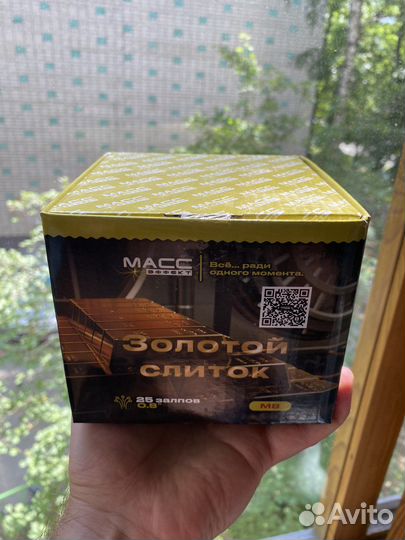 МАСС
ЭФФЕКТ
Всё... ради
одного момента.
Золотой
слиток
25 залпов
0.8"
M8
Avito